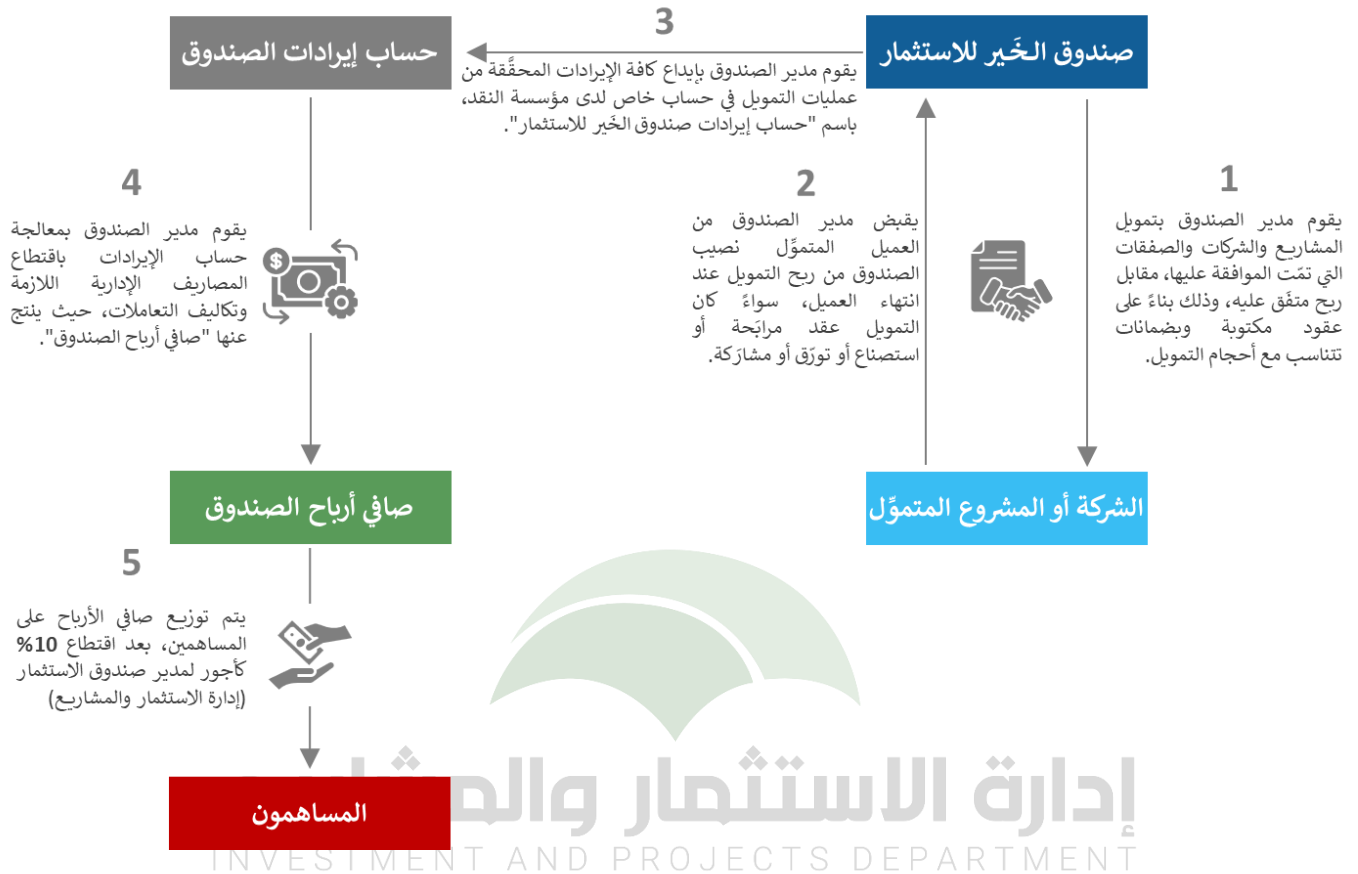 صندوق الخَير للاستثمار
3
حساب إيرادات الصندوق
يقوم مدير الصندوق بإيداع كافة الإيرادات المحقَّقة من
عمليات التمويل في حساب خاص لدى مؤسسة النقد،
باسم "حساب إيرادات صندوق الخَير للاستثمار".
1
يقوم مدير الصندوق بتمويل
المشاريع والشركات والصفقات
التي تمّت الموافقة عليها، مقابل
ربح متفَق عليه، وذلك بناءً على
عقود مكتوبة وبضمانات
تتناسب مع أحجام التمويل.
2
يقبض مدير الصندوق من
العميل المتموِّل نصيب
الصندوق من ربح التمويل عند
انتهاء العميل، سواءً كان
التمويل عقد مرابَحة أو
استصناع أو تورّق أو مشارَكة.
4
يقوم مدير الصندوق بمعالجة
حساب الإيرادات باقتطاع
المصاريف الإدارية اللازمة
وتكاليف التعاملات، حيث ينتج
عنها "صافي أرباح الصندوق".
الشركة أو المشروع المتموِّل
صافي أرباح الصندوق
5
يتم توزيع صافي الأرباح على
المساهمين، بعد اقتطاع 10%
كأجور لمدير صندوق الاستثمار
(إدارة الاستثمار والمشاريع)
المساهمون
إدارة الاستثمار
INVESTMENT AND PROJECTS DEPARTMENT